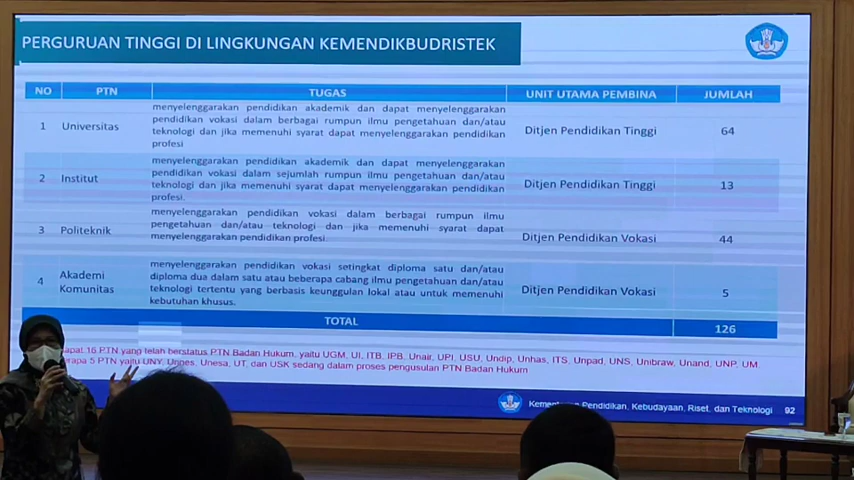 PERGURUAN TINGGI DI LINGKUNGAN KEMENDIKBUDRISTEK
NO PTN TUGAS UNIT UTAMA PEMBINA JUMLAH
menyelenggarakan pendidikan akademik dan dapat menyelenggarakan
pendidikan vokasi dalam berbagai rumpun ilmu pengetahuan dan/atau
1 Universitas teknologi dan jika memenuhi syarat dapat menyelenggarakan pendidikan Ditjen Pendidikan Tinggi 64
profesi
menyelenggarakan pendidikan akademik dan dapat menyelenggarakan
pendidikan vokasi dalam sejumlah rumpun ilmu pengetahuan dan/atau
2 Institut teknologi dan jika memenuhi syarat dapat menyelenggarakan pendidikan Ditjen Pendidikan Tinggi 13
profesi.
menyelenggarakan pendidikan vokasi dalam berbagai rumpun ilmu
3 Politeknik pengetahuan dan/atau teknologi dan jika memenuhi syarat dapat Ditjen Pendidikan Vokasi 44
menyelenggarakan pendidikan profesi.
menyelenggarakan pendidikan vokasi setingkat diploma satu dan/atau
4 Akademi Komunitas diploma dua dalam satu atau beberapa cabang ilmu pengetahuan dan/atau
teknologi tertentu yang berbasis keunggulan lokal atau untuk memenuhi Ditjen Pendidikan Vokasi 5
kebutuhan khusus.
TOTAL 126
16 PTN yang telah berstatus PTN Badan Hukum, yaitu UGM, UI, ITB, IPB, Unair, UPI, USU, Undip, Unhas, ITS, Unpad, UNS, Unibraw, Unand, UNP, UM
5 PTN yaitu UNY, Unnes, Unesa, UT, dan USK sedang dalam proses pengusulan PTN Badan Hukum
Pendidikan, Kebudayaan, Riset, dan Teknologi 92